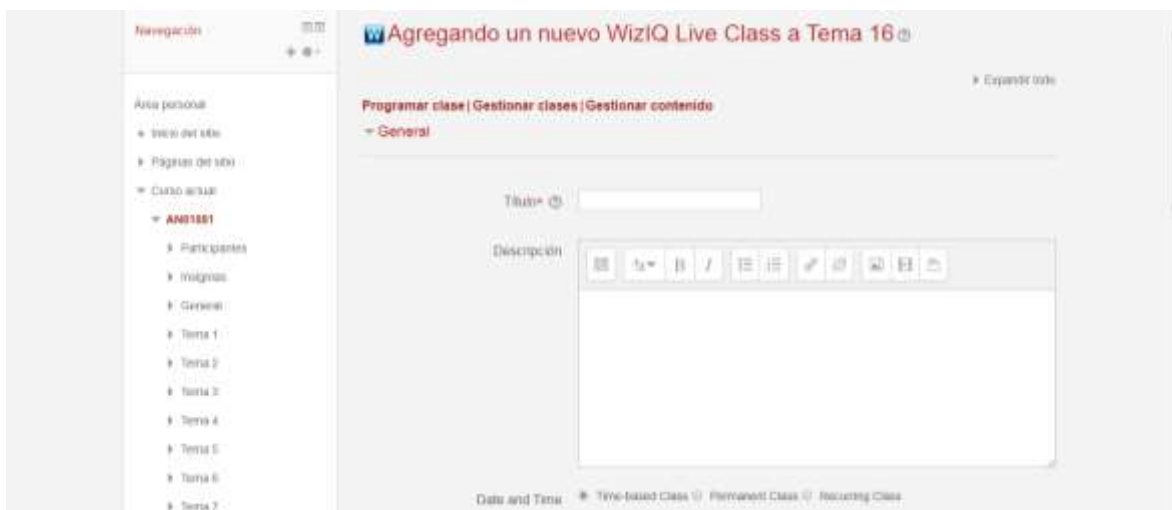 Navegación
Área personal
Inicio del sitio
Páginas del sitio
Curso actual
AN01801
Participantes
Insignias
General
Tema 1
Tema 2
Tema 3
Tema 4
Tema 5
Tema 6
Tema 7
Agregando un nuevo WizIQ Live Class a Tema 16
Expandir todo
Programar clase | Gestionar clases | Gestionar contenido
General
Título*
Descripción
B I
Date and Time Time-based Class Permanent Class Recurring Class